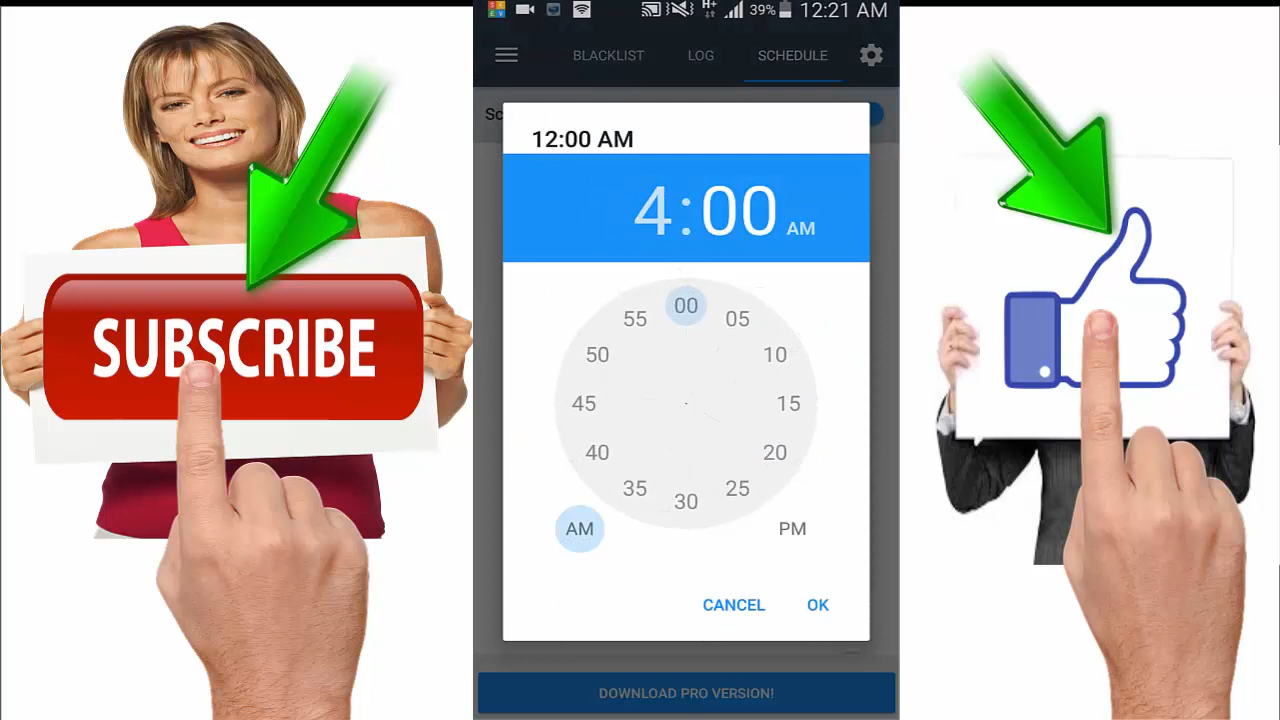 39% 12:21 AM
BLACKLIST LOG SCHEDULE
Sc
12:00 AM
4:00 AM
00
05
10
15
20
25
30
35
40
45
50
55
AM PM
CANCEL OK
DOWNLOAD PRO VERSION!
SUBSCRIBE